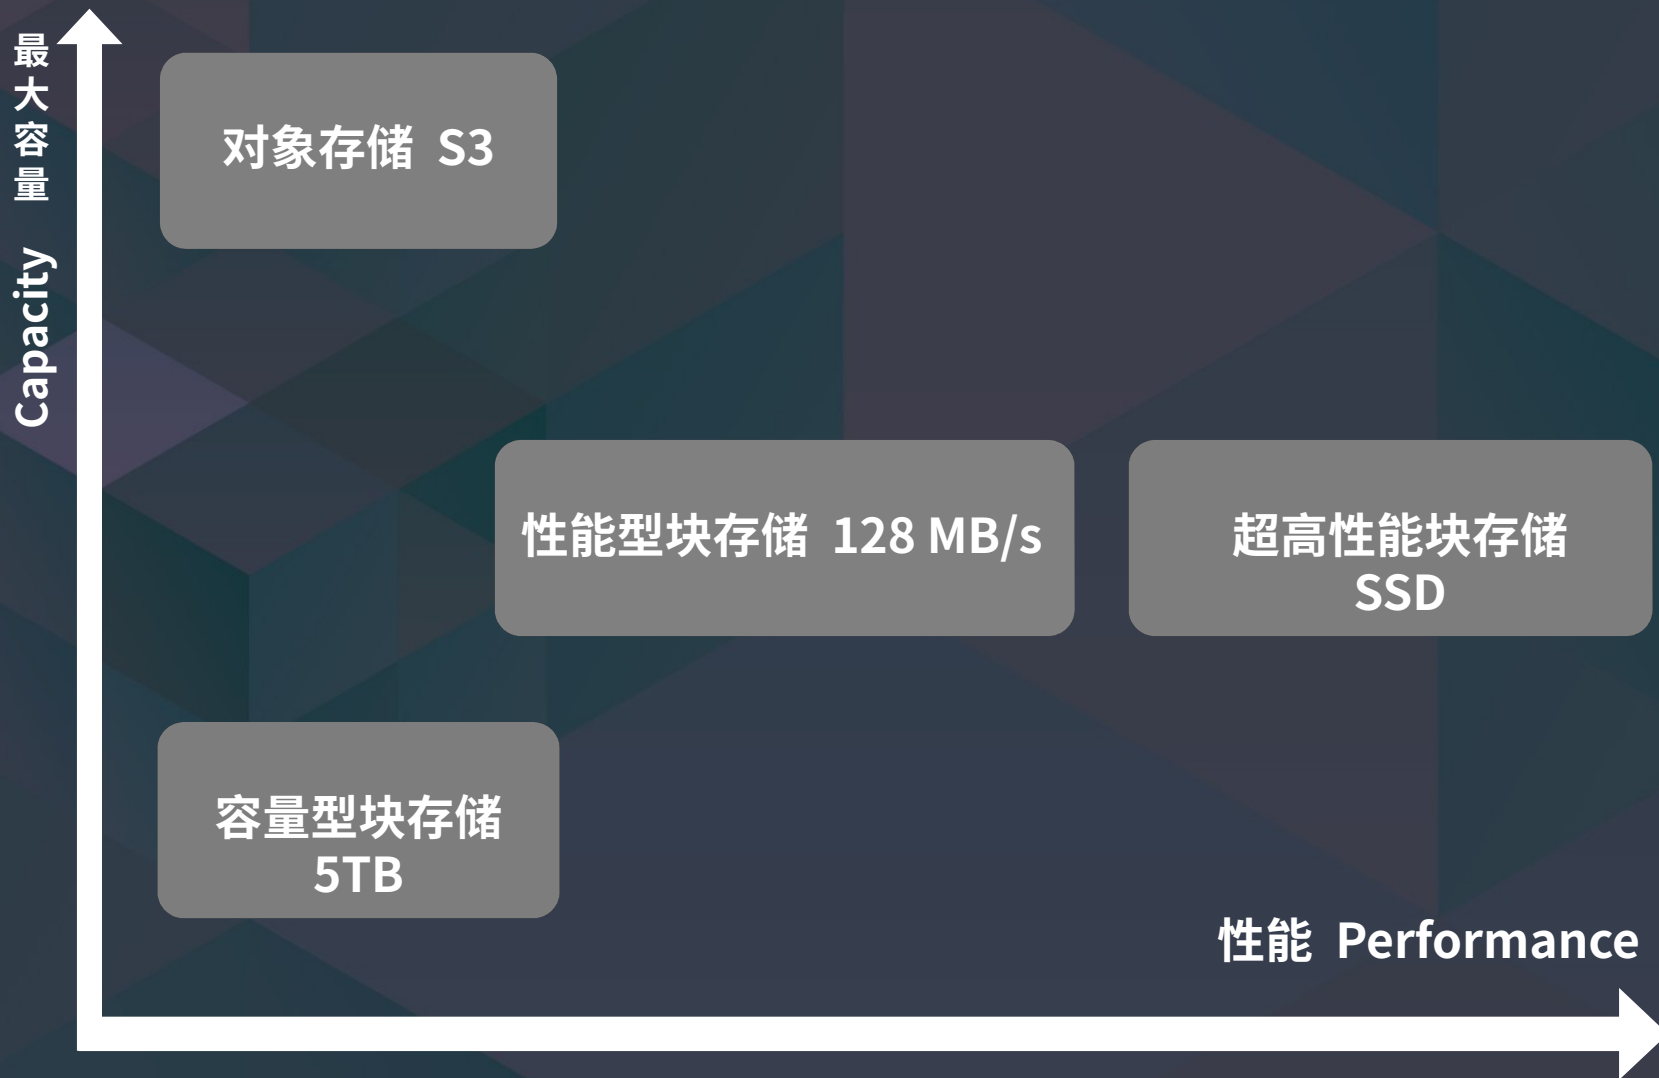 最大容量 Capacity
对象存储 S3
性能型块存储 128 MB/s
超高性能块存储
SSD
容量型块存储
5TB
性能 Performance